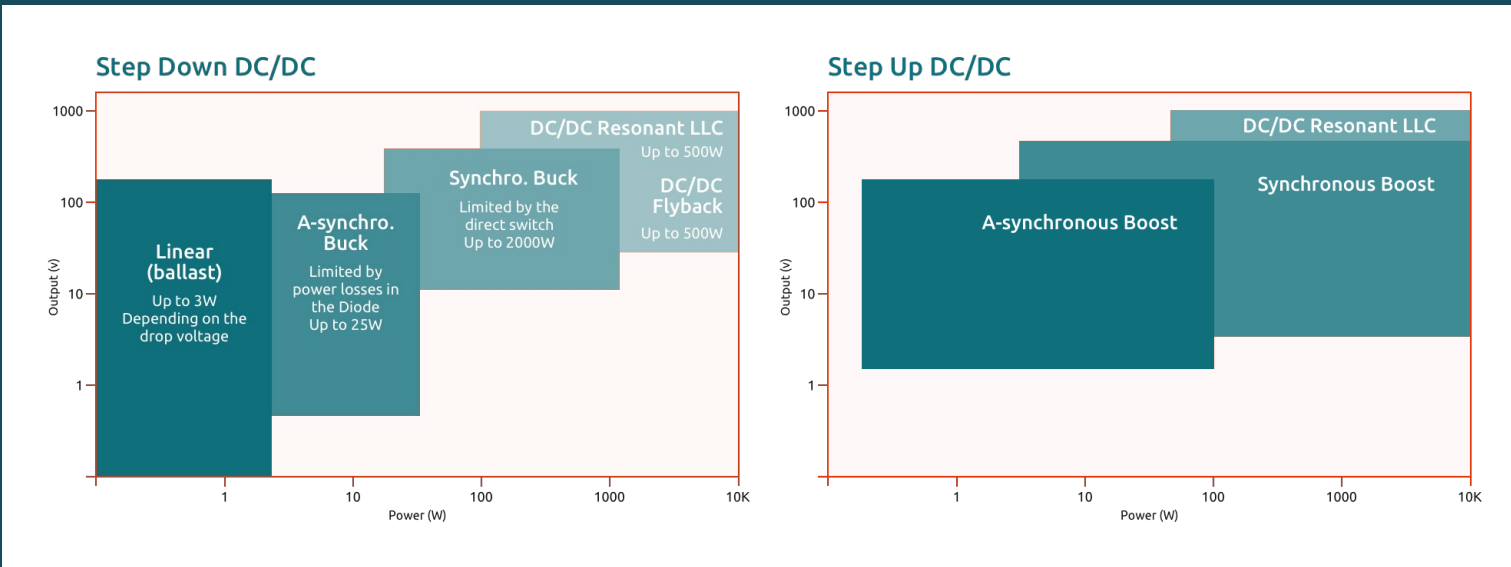 Step Down DC/DC
1000
100
10
1
Output (v)
Linear
(ballast)
Up to 3W
Depending on the
drop voltage
A-synchro.
Buck
Limited by
power losses in
the Diode
Up to 25W
Synchro. Buck
Limited by the
direct switch
Up to 2000W
DC/DC Resonant LLC
Up to 500W
DC/DC
Flyback
Up to 500W
1
10
100
1000
10K
Power (W)
Step Up DC/DC
1000
100
10
1
Output (v)
A-synchronous Boost
DC/DC Resonant LLC
Synchronous Boost
1
10
100
1000
10K
Power (W)